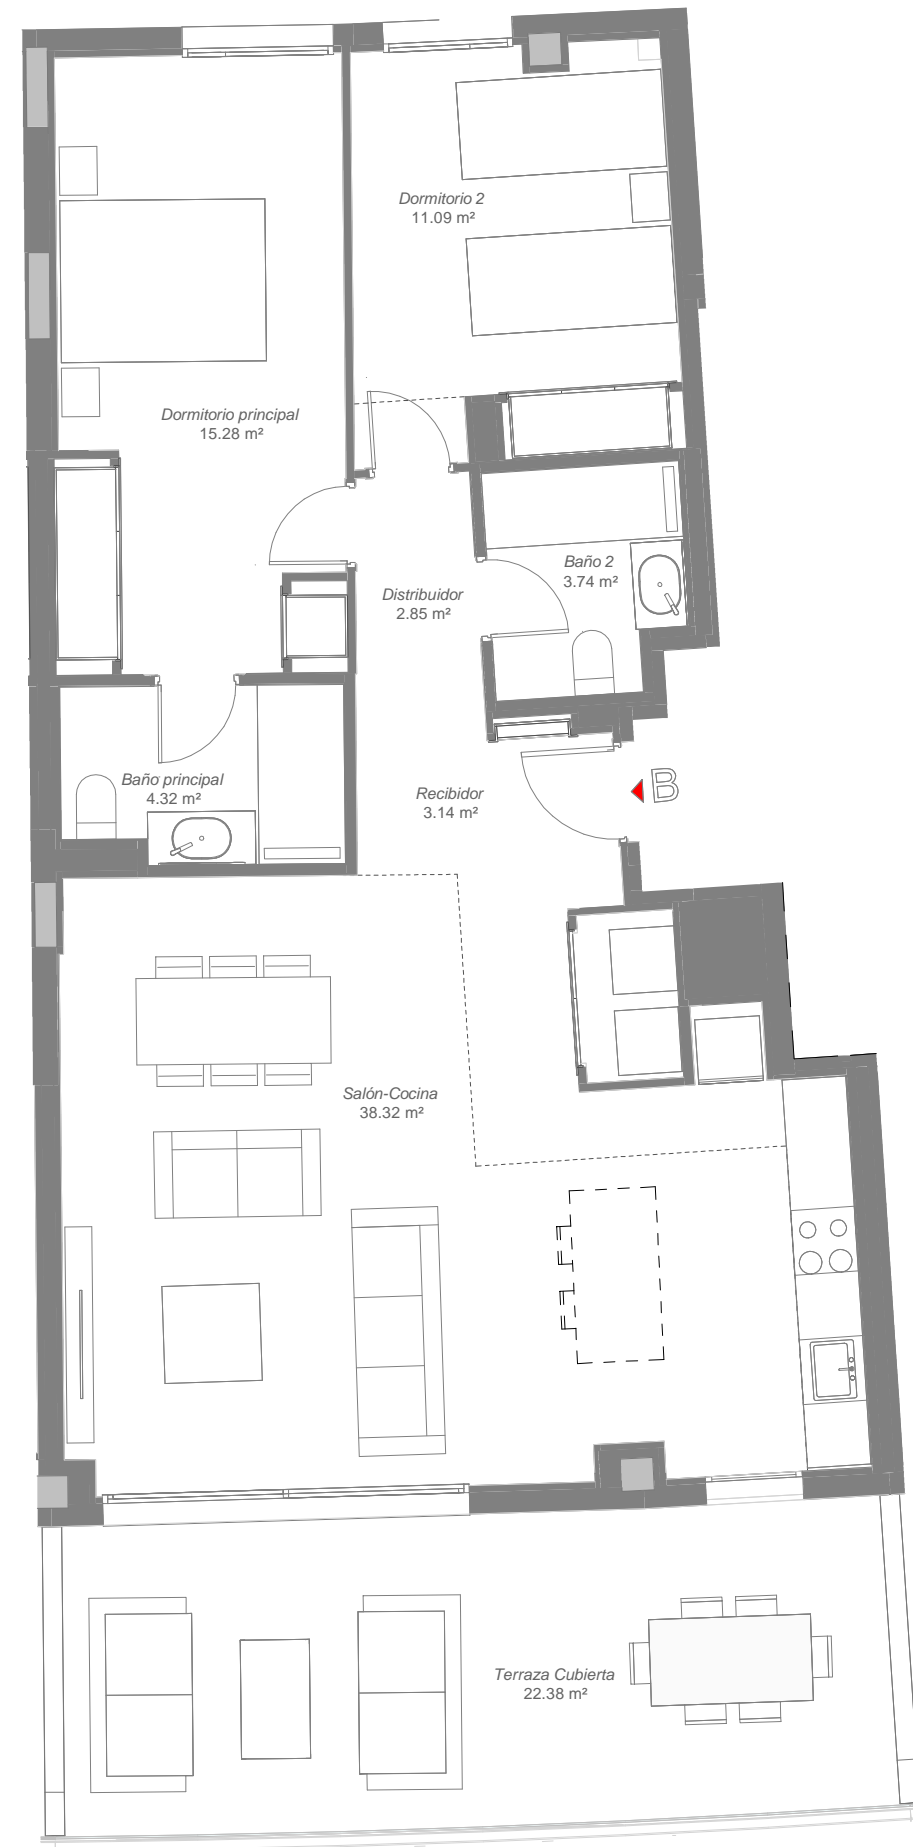 Dormitorio 2
11.09 m²
Dormitorio principal
15.28 m²
Baño 2
3.74 m²
Distribuidor
2.85 m²
Baño principal
4.32 m²
Recibidor
3.14 m²
B
Salón-Cocina
38.32 m²
Terraza Cubierta
22.38 m²